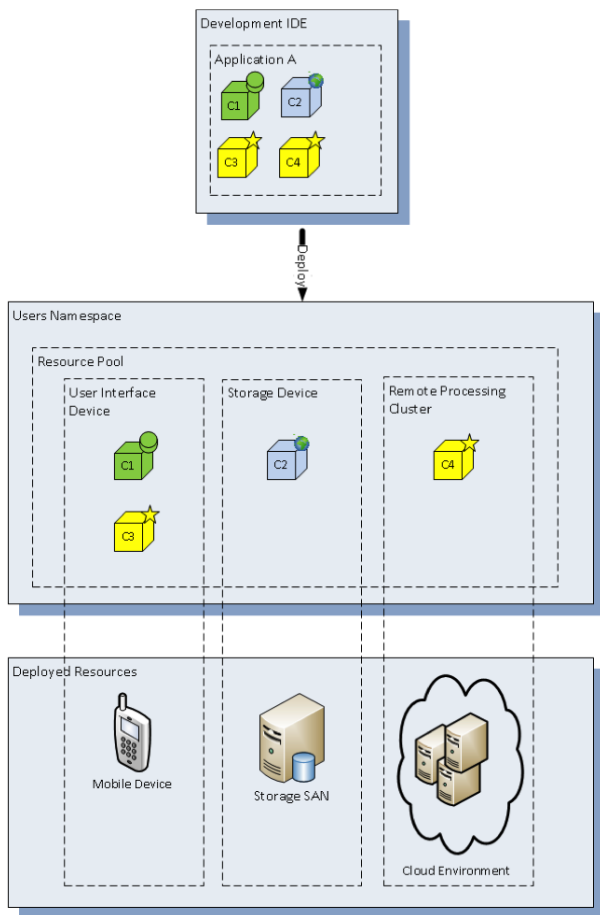 Development IDE
Application A
C1
C2
C3
C4
Deploy
Users Namespace
Resource Pool
User Interface
Device
Storage Device
Remote Processing
Cluster
C1
C2
C4
C3
Deployed Resources
Mobile Device
Storage SAN
Cloud Environment